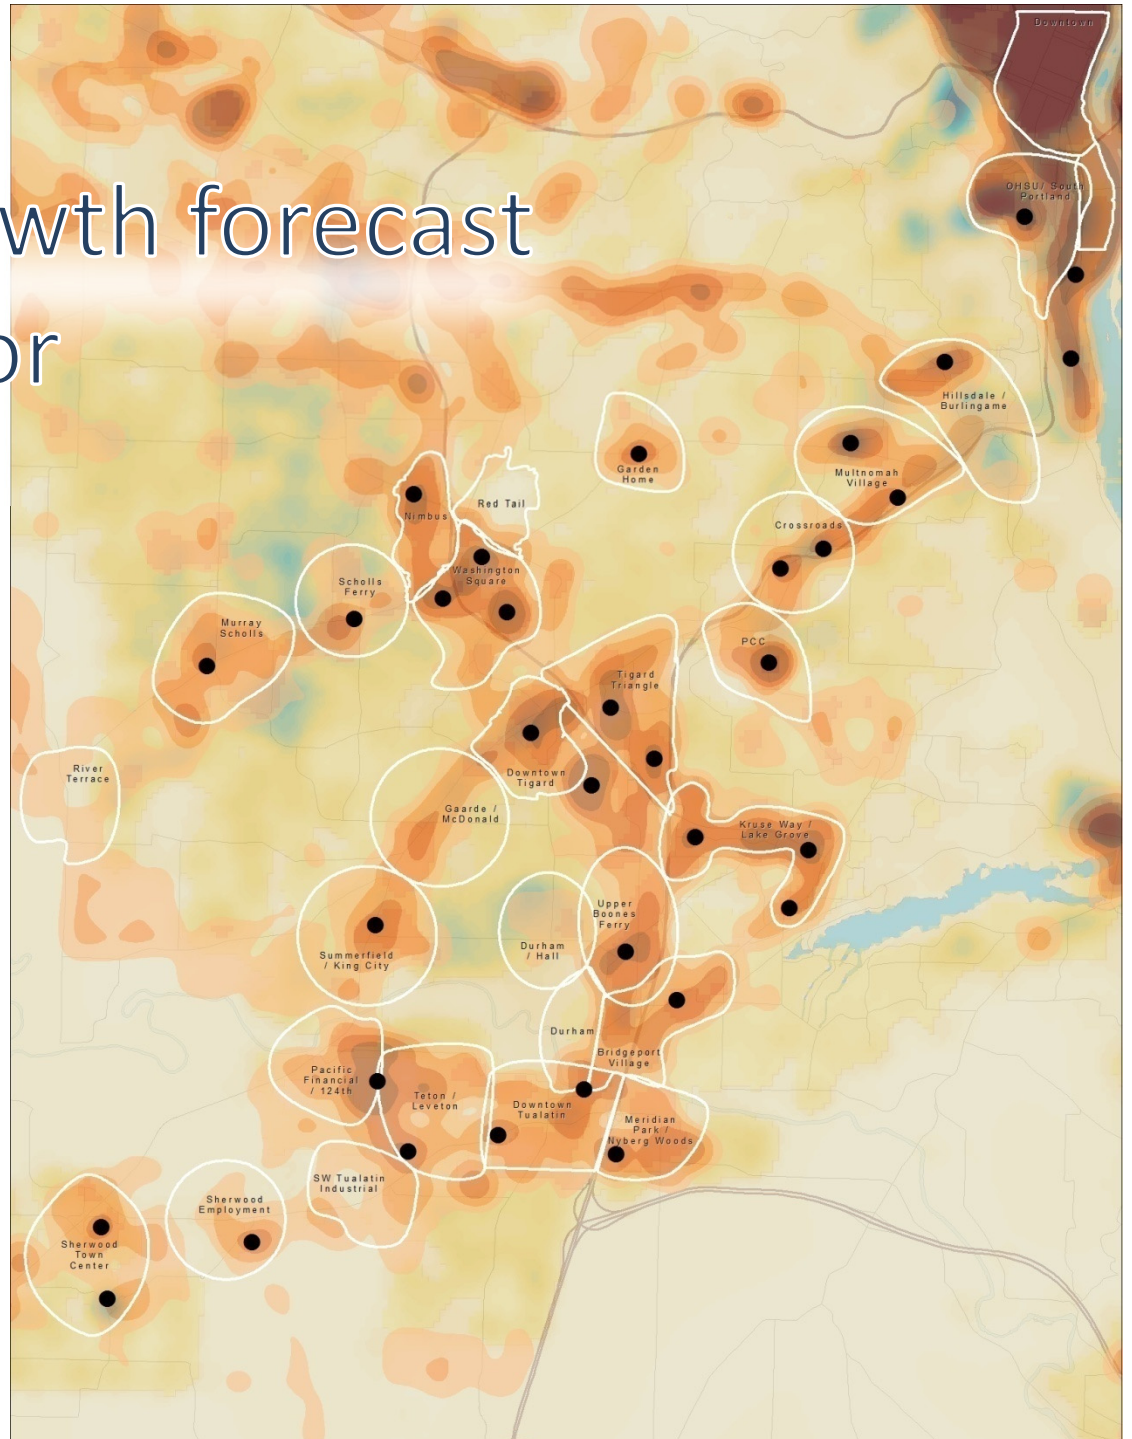 Downtown
OHSU/ South
Portland
wth forecast
or
Hillsdale /
Burlingame
Garden
Home
Multnomah
Village
Red Tail
Nimbus
Crossroads
Washington
Square
Scholls
Ferry
Murray
Scholls
PCC
Tigard
Triangle
River
Terrace
Downtown
Tigard
Gaarde /
McDonald
Kruse Way /
Lake Grove
Upper
Boones
Ferry
Durham
/ Hall
Summerfield
/ King City
Durham
Bridgeport
Village
Pacific
Financial
/ 124th
Teton /
Leveton
Downtown
Tualatin
Meridian
Park /
Nyberg Woods
SW Tualatin
Industrial
Sherwood
Employment
Sherwood
Town
Center